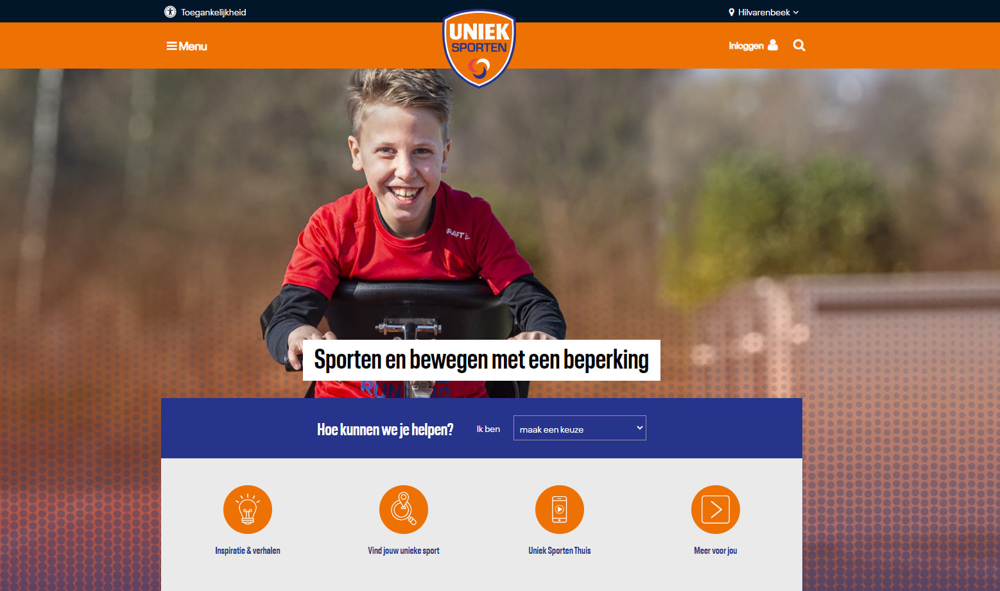 Toegankelijkheid
Hilvarenbeek
Menu
UNIEK
SPORTEN
Inloggen
Sporten en bewegen met een beperking
Hoe kunnen we je helpen?
Ik ben
maak een keuze
Inspiratie & verhalen
Vind jouw unieke sport
Uniek Sporten Thuis
Meer voor jou